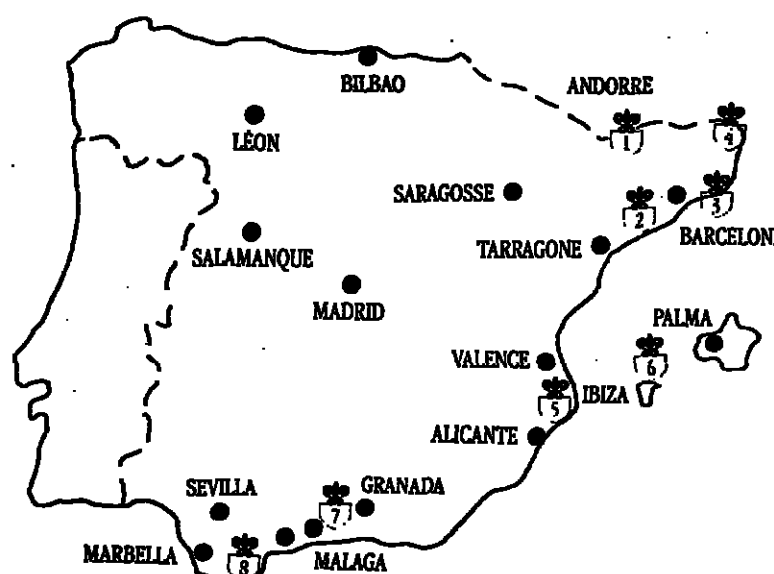 BILBAO
ANDORRE
LÉON
1
4
SARAGOSSE
2
3
BARCELON
TARRAGONE
SALAMANQUE
MADRID
PALMA
VALENCE
6
5
IBIZA
ALICANTE
SEVILLA
GRANADA
7
MARBELLA
MALAGA
8